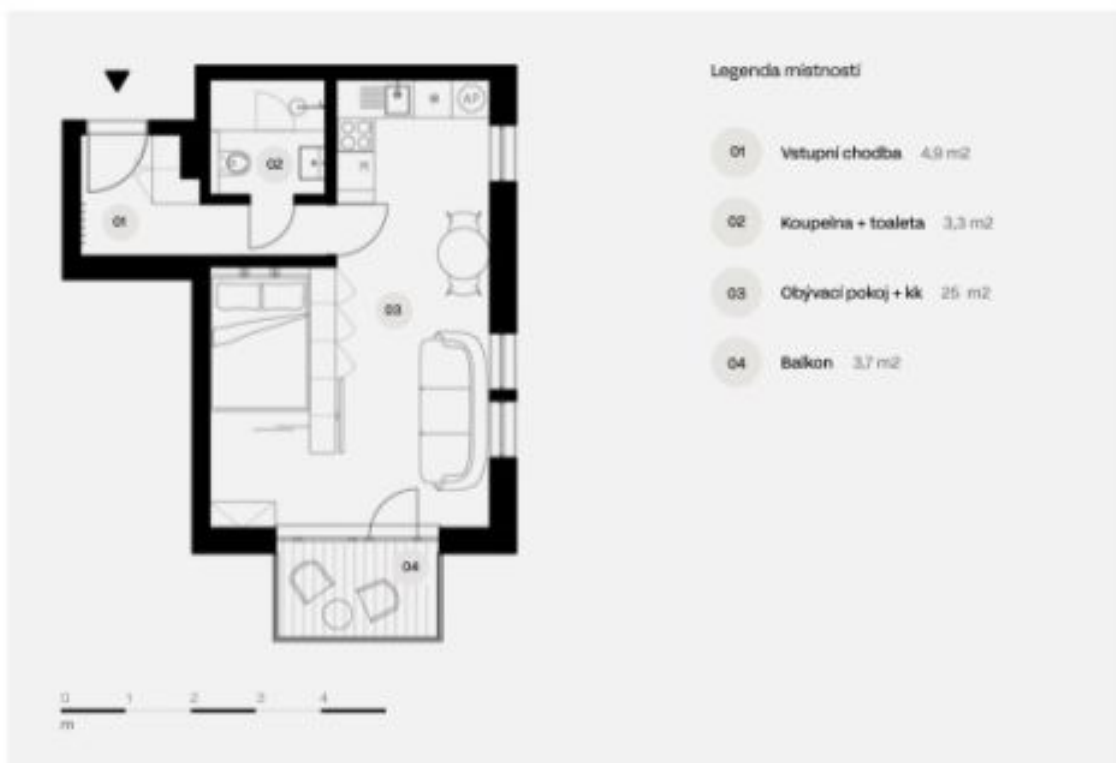 Legenda místností
01 Vstupní chodba 4,9 m2
02 Koupelna + toaleta 3,3 m2
03 Obývací pokoj + kk 25 m2
04 Balkon 3,7 m2
AP
02
01
03
04
0 1 2 3 4
m